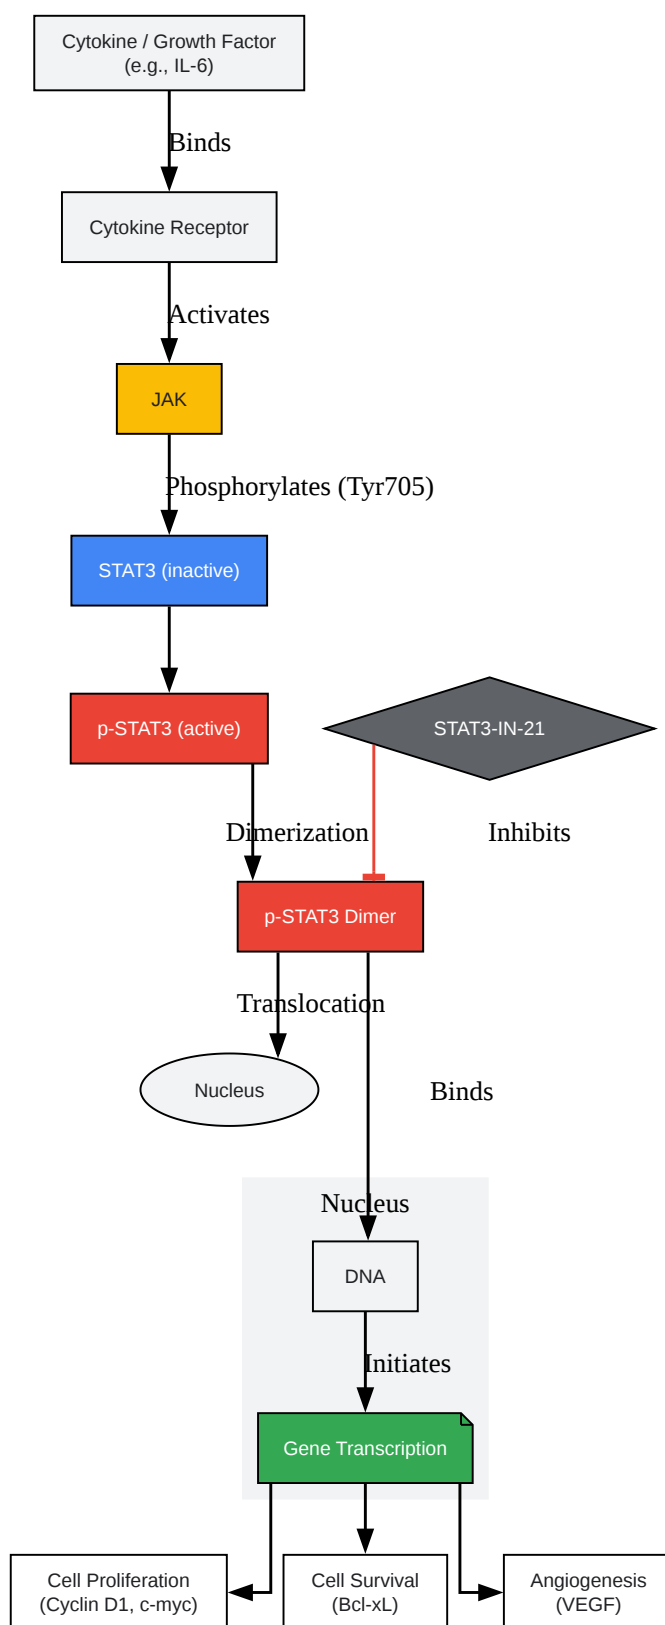 Cytokine / Growth Factor
(e.g., IL-6)
Binds
Cytokine Receptor
Activates
JAK
Phosphorylates (Tyr705)
STAT3 (inactive)
p-STAT3 (active)
STAT3-IN-21
Dimerization
Inhibits
p-STAT3 Dimer
Translocation
Nucleus
Binds
Nucleus
DNA
Initiates
Gene Transcription
Cell Proliferation
(Cyclin D1, c-myc)
Cell Survival
(Bcl-xL)
Angiogenesis
(VEGF)